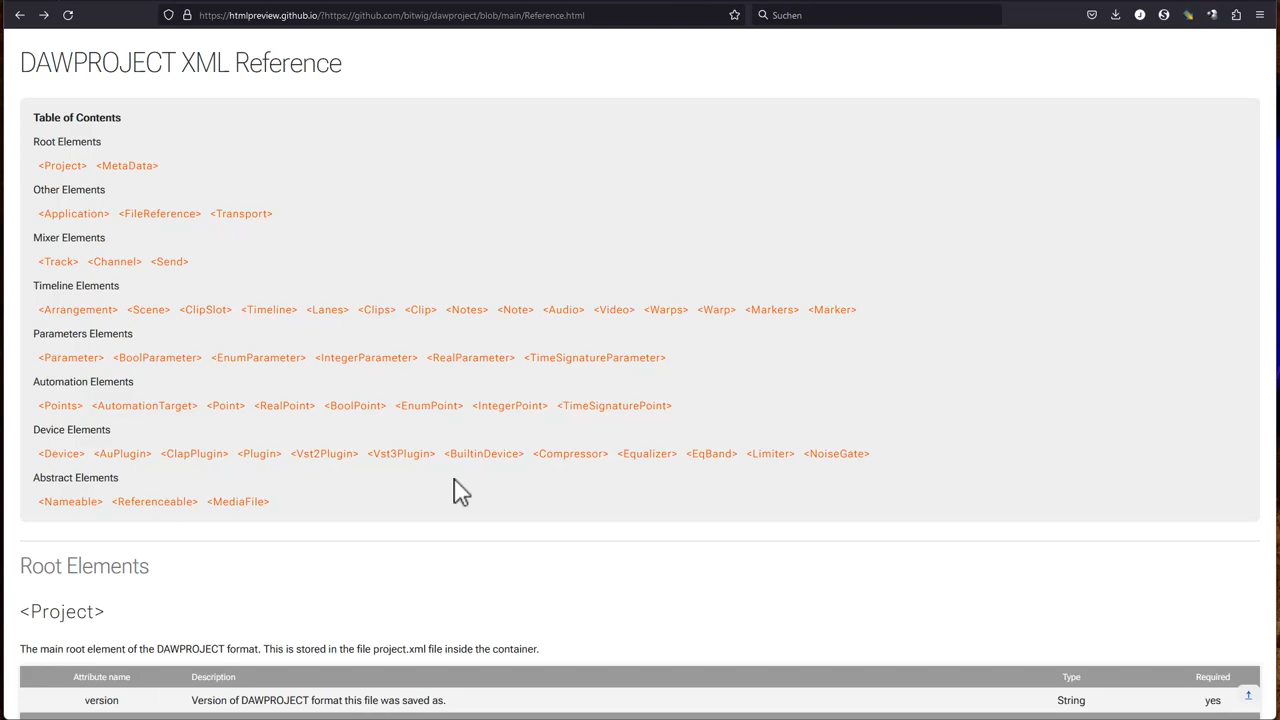 https://htmlpreview.github.io/?https://github.com/bitwig/dawproject/blob/main/Reference.html
Suchen
DAWPROJECT XML Reference
Table of Contents
Root Elements
<Project> <MetaData>
Other Elements
<Application> <FileReference> <Transport>
Mixer Elements
<Track> <Channel> <Send>
Timeline Elements
<Arrangement> <Scene> <ClipSlot> <Timeline> <Lanes> <Clips> <Clip> <Notes> <Note> <Audio> <Video> <Warps> <Warp> <Markers> <Marker>
Parameters Elements
<Parameter> <BoolParameter> <EnumParameter> <IntegerParameter> <RealParameter> <TimeSignatureParameter>
Automation Elements
<Points> <AutomationTarget> <Point> <RealPoint> <BoolPoint> <EnumPoint> <IntegerPoint> <TimeSignaturePoint>
Device Elements
<Device> <AuPlugin> <ClapPlugin> <Plugin> <Vst2Plugin> <Vst3Plugin> <BuiltinDevice> <Compressor> <Equalizer> <EqBand> <Limiter> <NoiseGate>
Abstract Elements
<Nameable> <Referenceable> <MediaFile>
Root Elements
<Project>
The main root element of the DAWPROJECT format. This is stored in the file project.xml file inside the container.
Attribute name Description Type Required
version Version of DAWPROJECT format this file was saved as. String yes